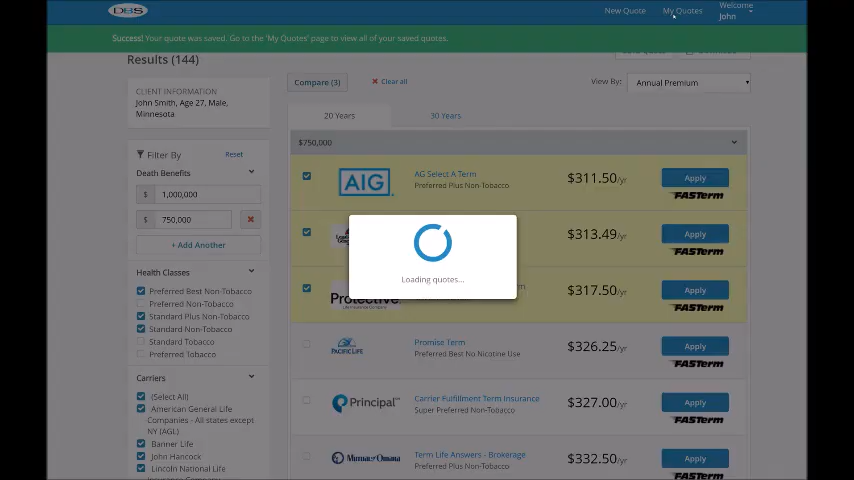 DBS
New Quote
My Quotes
Welcome
John
Success! Your quote was saved. Go to the 'My Quotes' page to view all of your saved quotes.
Results (144)
Compare (3)
Clear all
View By:
Annual Premium
CLIENT INFORMATION
John Smith, Age 27, Male,
Minnesota
20 Years
30 Years
$750,000
Filter By
Reset
Death Benefits
$ 1,000,000
$ 750,000
+ Add Another
Health Classes
Preferred Best Non-Tobacco
Preferred Non-Tobacco
Standard Plus Non-Tobacco
Standard Non-Tobacco
Standard Tobacco
Preferred Tobacco
Carriers
(Select All)
American General Life
Companies - All states except
NY (AGL)
Banner Life
John Hancock
Lincoln National Life
AIG
AG Select A Term
Preferred Plus Non-Tobacco
$311.50/yr
Apply
FASTerm
$313.49/yr
Apply
FASTerm
Loading quotes...
Protective
$317.50/yr
Apply
FASTerm
PACIFIC LIFE
Promise Term
Preferred Best No Nicotine Use
$326.25/yr
Apply
FASTerm
Principal
Carrier Fulfillment Term Insurance
Super Preferred Non-Tobacco
$327.00/yr
Apply
FASTerm
Mutual of Omaha
Term Life Answers - Brokerage
Preferred Plus Non-Tobacco
$332.50/yr
Apply
FASTerm